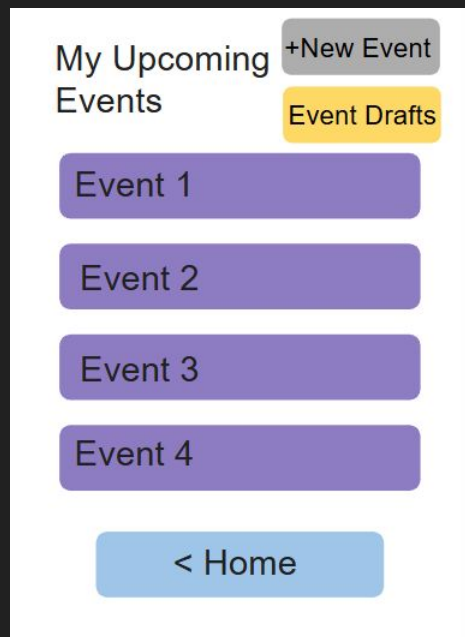 My Upcoming
Events
+New Event
Event Drafts
Event 1
Event 2
Event 3
Event 4
< Home